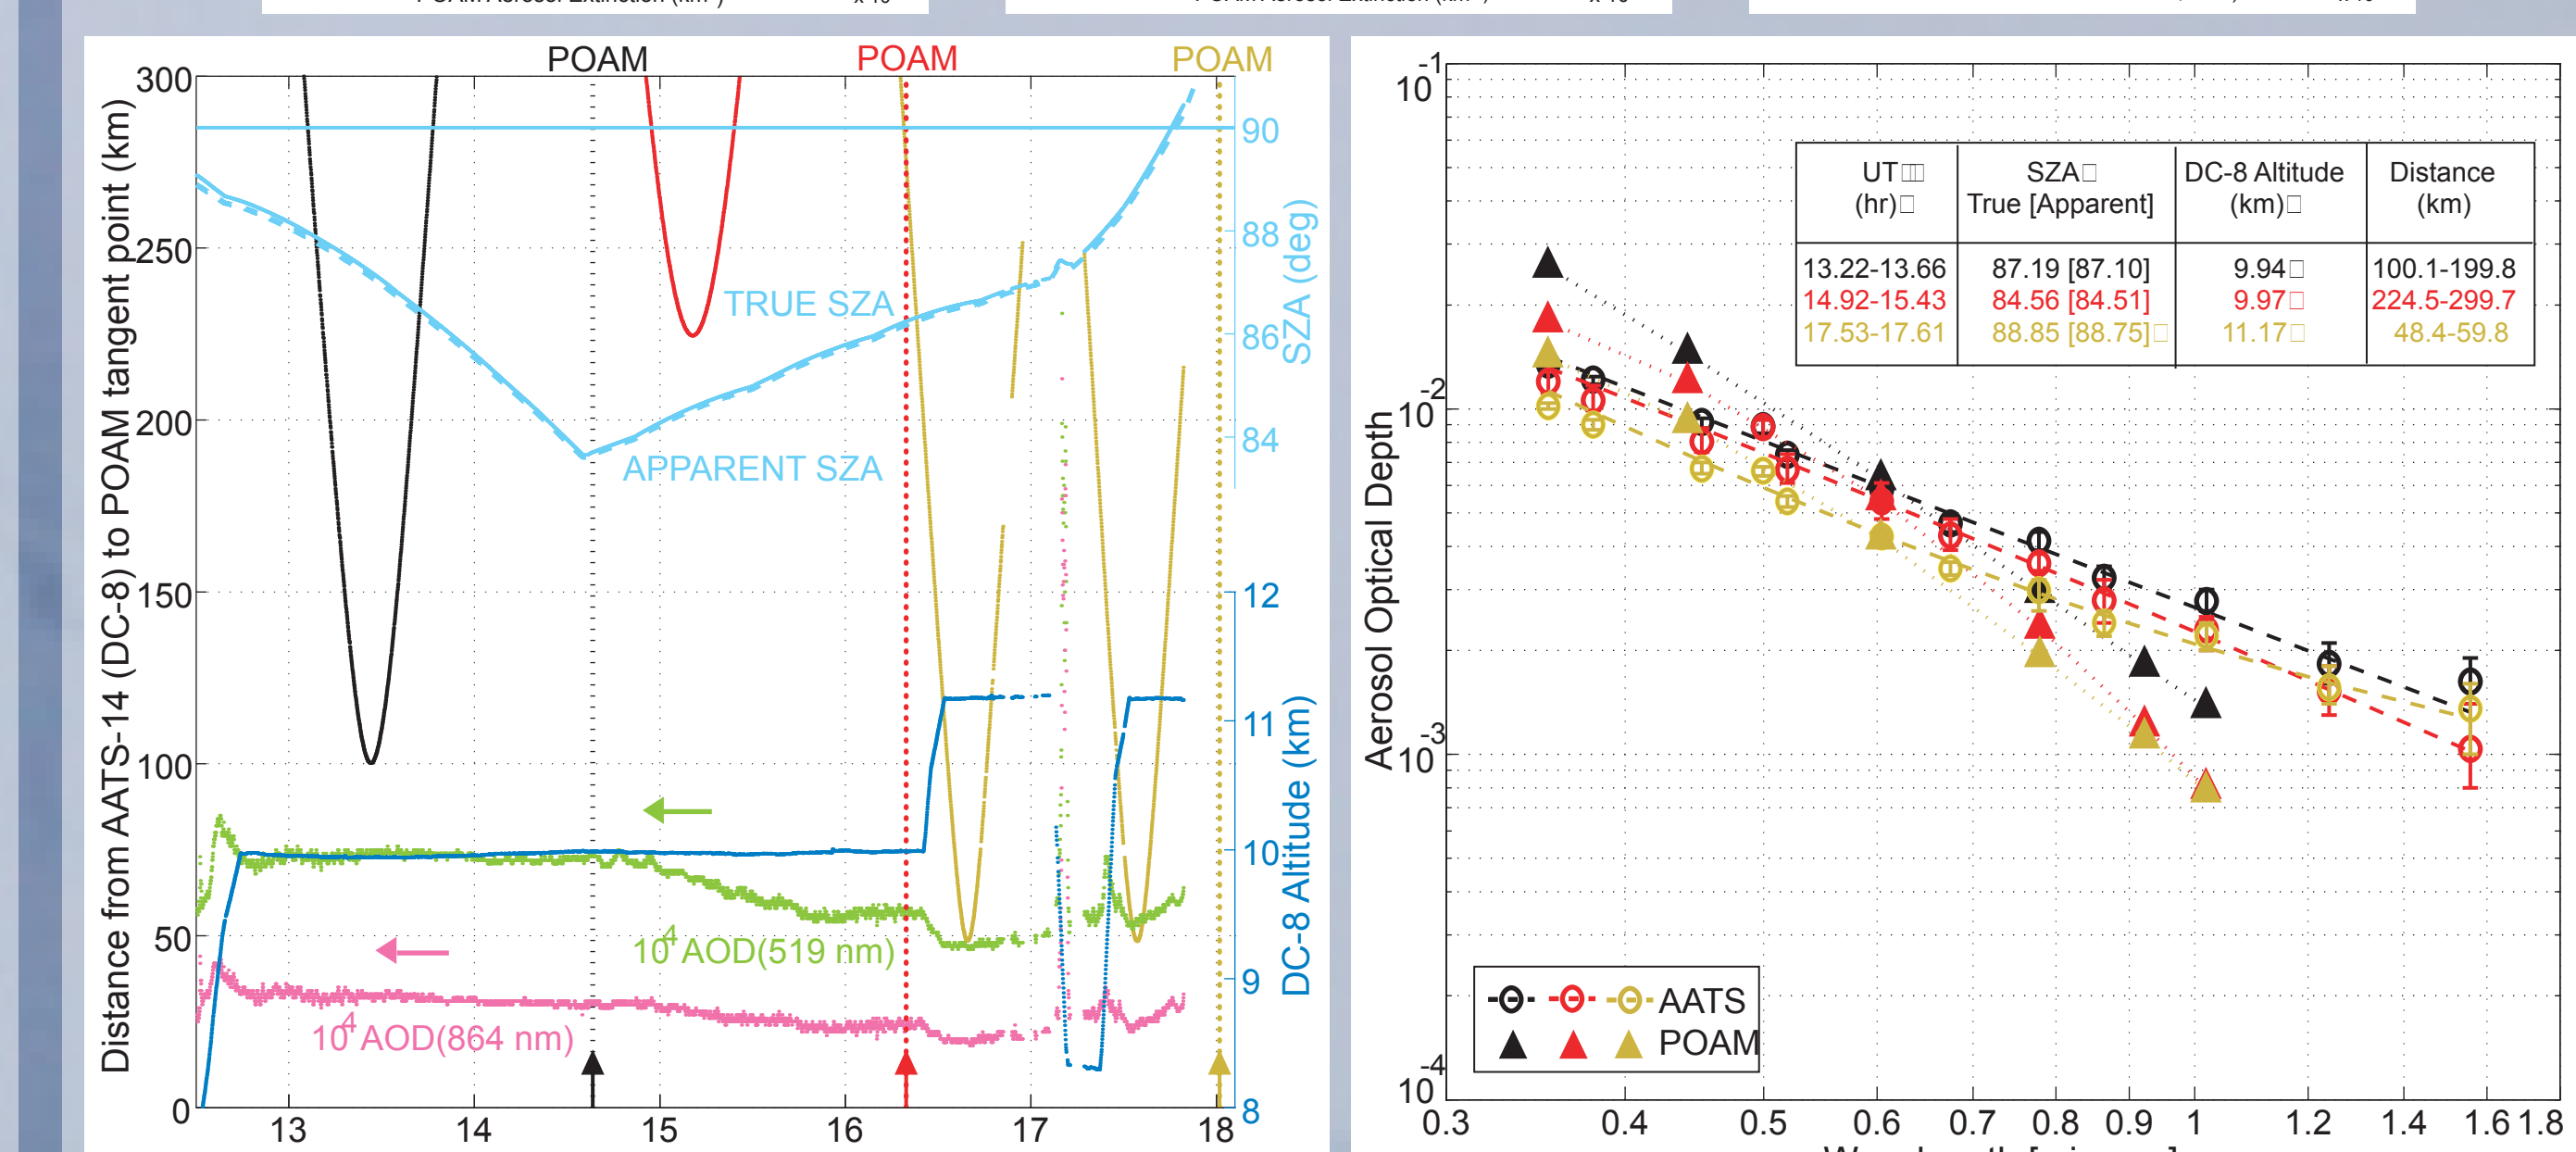 POAM POAM POAM
300
250
200
150
100
50
0
Distance from AATS-14 (DC-8) to POAM tangent point (km)
90
88
86
84
SZA (deg)
TRUE SZA
APPARENT SZA
12
11
10
9
8
DC-8 Altitude (km)
10^4 AOD(519 nm)
10^4 AOD(864 nm)
13 14 15 16 17 18
10^-1
10^-2
10^-3
10^-4
Aerosol Optical Depth
UT SZA DC-8 Altitude Distance
(hr) True [Apparent] (km) (km)
13.22-13.66 87.19 [87.10] 9.94 100.1-199.8
14.92-15.43 84.56 [84.51] 9.97 224.5-299.7
17.53-17.61 88.85 [88.75] 11.17 48.4-59.8
AATS
POAM
0.3 0.4 0.5 0.6 0.7 0.8 0.9 1 1.2 1.4 1.6 1.8